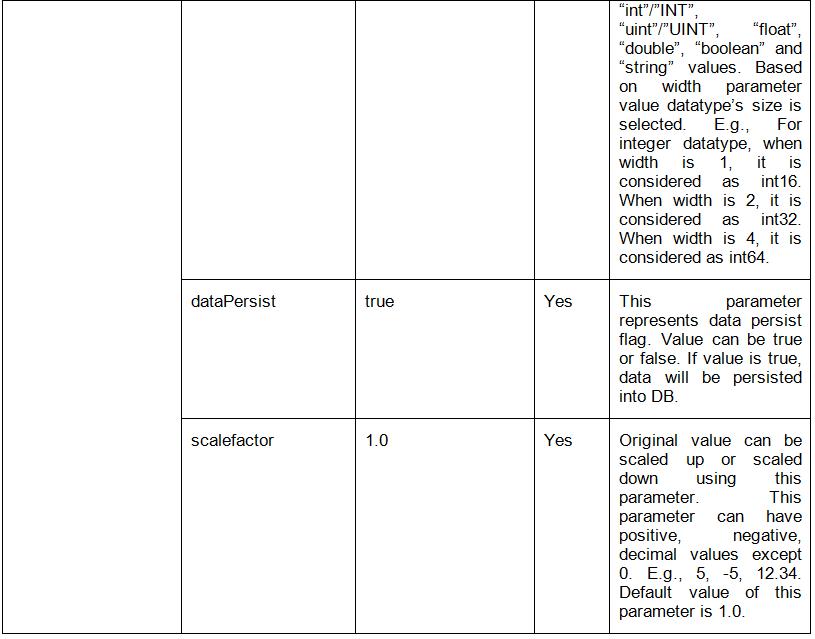 “int”/”INT”,
“uint”/”UINT”, “float”,
“double”, “boolean” and
“string” values. Based
on width parameter
value datatype’s size is
selected. E.g., For
integer datatype, when
width is 1, it is
considered as int16.
When width is 2, it is
considered as int32.
When width is 4, it is
considered as int64.
dataPersist
true
Yes
This parameter
represents data persist
flag. Value can be true
or false. If value is true,
data will be persisted
into DB.
scalefactor
1.0
Yes
Original value can be
scaled up or scaled
down using this
parameter. This
parameter can have
positive, negative,
decimal values except
0. E.g., 5, -5, 12.34.
Default value of this
parameter is 1.0.